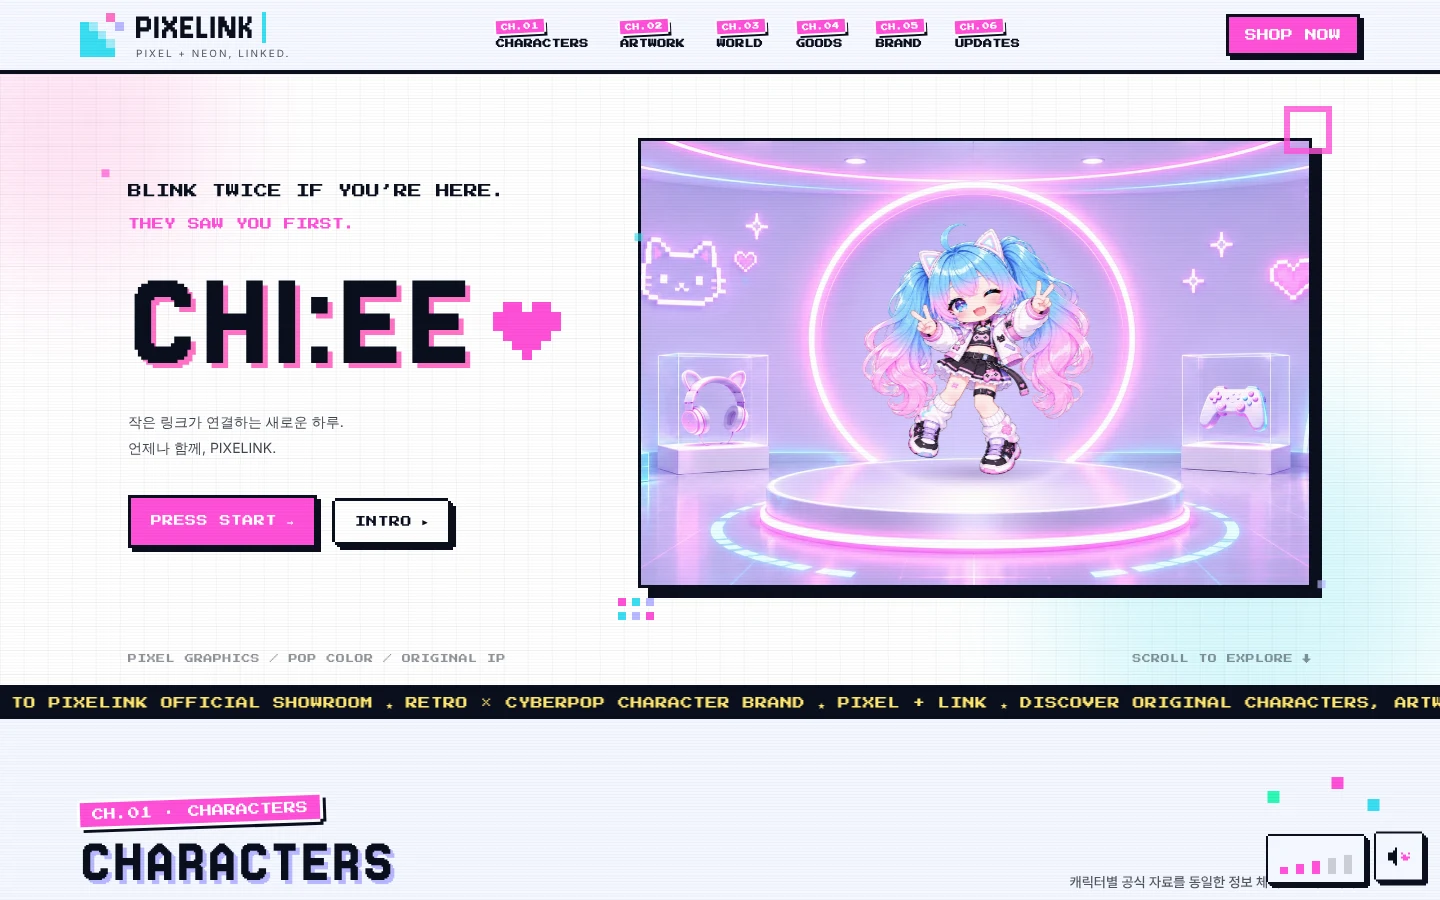 PIXELINK
PIXEL + NEON, LINKED.
CH.01
CHARACTERS
CH.02
ARTWORK
CH.03
WORLD
CH.04
GOODS
CH.05
BRAND
CH.06
UPDATES
SHOP NOW
BLINK TWICE IF YOU'RE HERE.
THEY SAW YOU FIRST.
CHI:EE
작은 링크가 연결하는 새로운 하루.
언제나 함께, PIXELINK.
PRESS START →
INTRO ▸
PIXEL GRAPHICS / POP COLOR / ORIGINAL IP
SCROLL TO EXPLORE ↓
TO PIXELINK OFFICIAL SHOWROOM ★ RETRO × CYBERPOP CHARACTER BRAND ★ PIXEL + LINK ★ DISCOVER ORIGINAL CHARACTERS, ARTW
CH.01 · CHARACTERS
CHARACTERS
캐릭터별 공식 자료를 동일한 정보 체